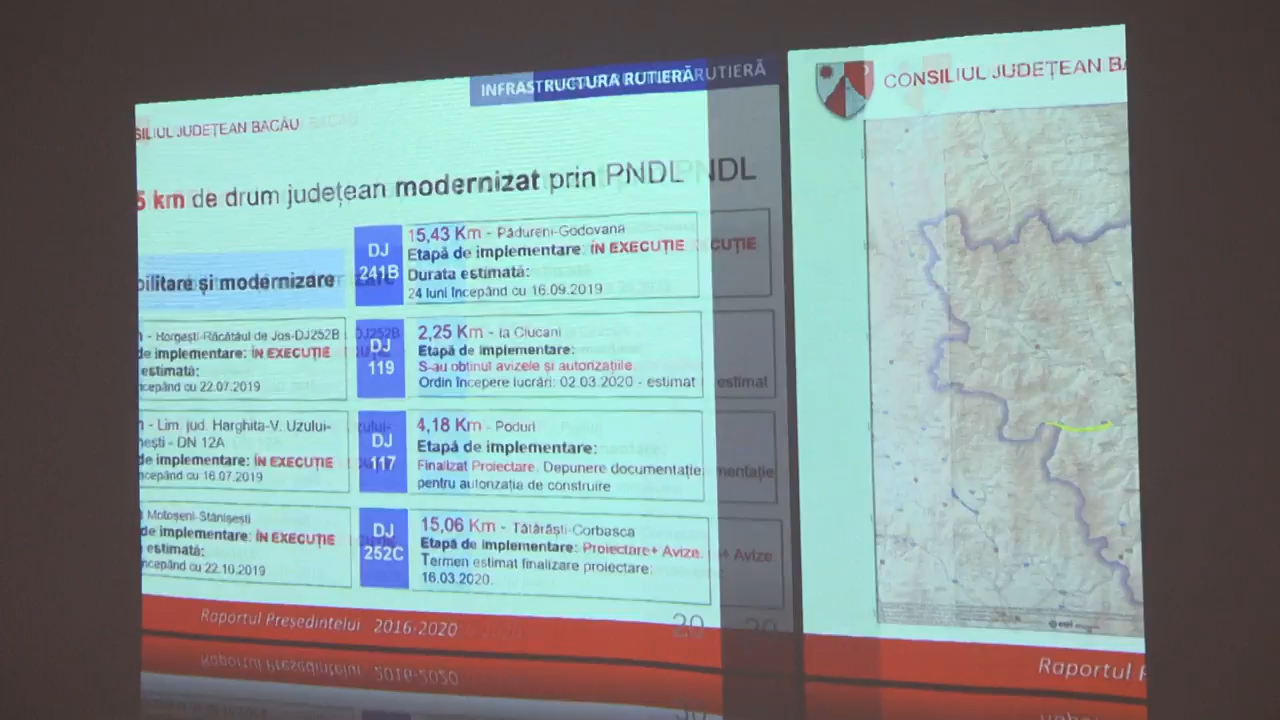 INFRASTRUCTURA RUTIERĂ
SILIUL JUDEȚEAN BACĂU
5 km de drum județean modernizat prin PNDL
bilitare și modernizare
DJ 241B
15,43 Km - Pădureni-Godovana
Etapă de implementare: ÎN EXECUȚIE
Durata estimată:
24 luni începând cu 16.09.2019
- Horgești-Răcătăul de Jos-DJ252B
de implementare: ÎN EXECUȚIE
estimată:
începând cu 22.07.2019
DJ 119
2,25 Km - la Ciucani
Etapă de implementare:
S-au obținut avizele și autorizațiile.
Ordin începere lucrări: 02.03.2020 - estimat
- Lim. jud. Harghita-V. Uzului-
nești - DN 12A
de implementare: ÎN EXECUȚIE
începând cu 16.07.2019
DJ 117
4,18 Km - Poduri
Etapă de implementare:
Finalizat Proiectare. Depunere documentație
pentru autorizația de construire
Motoșeni-Stănișești
de implementare: ÎN EXECUȚIE
estimată:
începând cu 22.10.2019
DJ 252C
15,06 Km - Tătărăști-Corbasca
Etapă de implementare: Proiectare+ Avize.
Termen estimat finalizare proiectare:
16.03.2020.
Raportul Președintelui 2016-2020
20
CONSILIUL JUDEȚEAN BA
esri
Raportul P